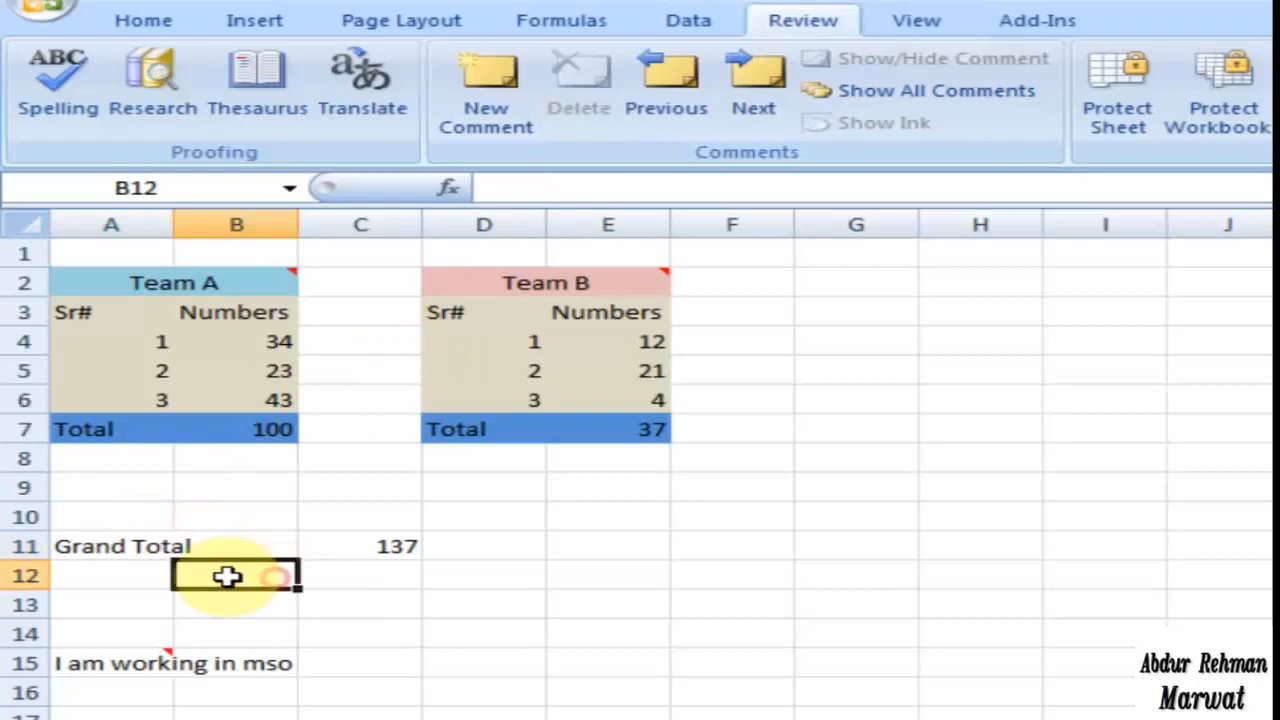 Home Insert Page Layout Formulas Data Review View Add-Ins
ABC
Spelling Research Thesaurus Translate
Proofing
New Comment Delete Previous Next
Show/Hide Comment
Show All Comments
Show Ink
Comments
Protect Sheet Protect Workbook
B12 fx
A B C D E F G H I J
1
2 Team A Team B
3 Sr# Numbers Sr# Numbers
4 1 34 1 12
5 2 23 2 21
6 3 43 3 4
7 Total 100 Total 37
8
9
10
11 Grand Total 137
12
13
14
15 I am working in mso
16
17
Abdur Rehman
Marwat